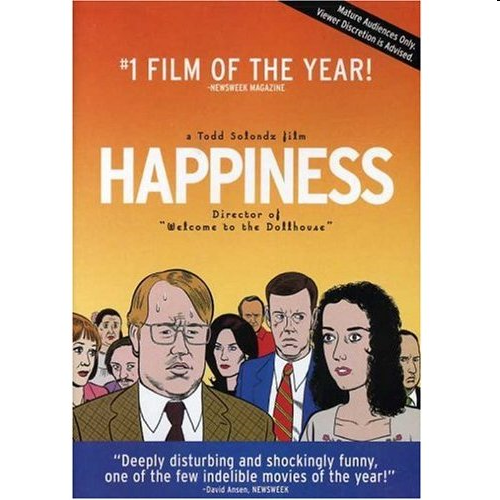 Mature Audiences Only.
Viewer Discretion is Advised.
#1 FILM OF THE YEAR!
-NEWSWEEK MAGAZINE
a Todd Solondz film
HAPPINESS
Director of
"Welcome to the Dollhouse"
"Deeply disturbing and shockingly funny,
one of the few indelible movies of the year!"
-David Ansen, NEWSWEEK